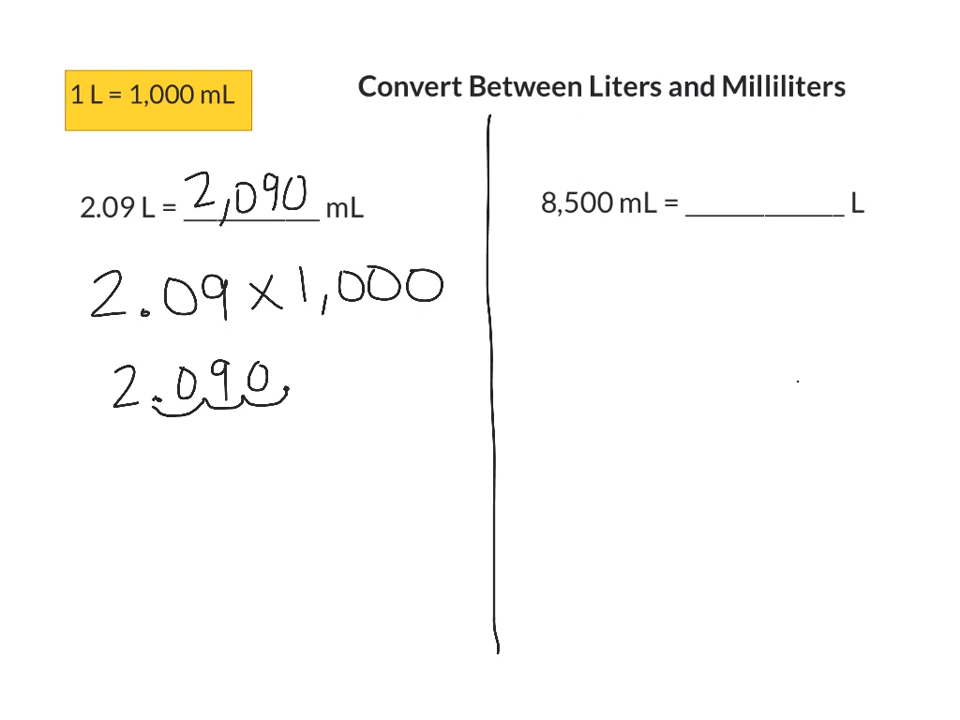 1 L = 1,000 mL
Convert Between Liters and Milliliters
2.09 L = 2,090 mL
2.09 x 1,000
2.090.
8,500 mL = ____________ L